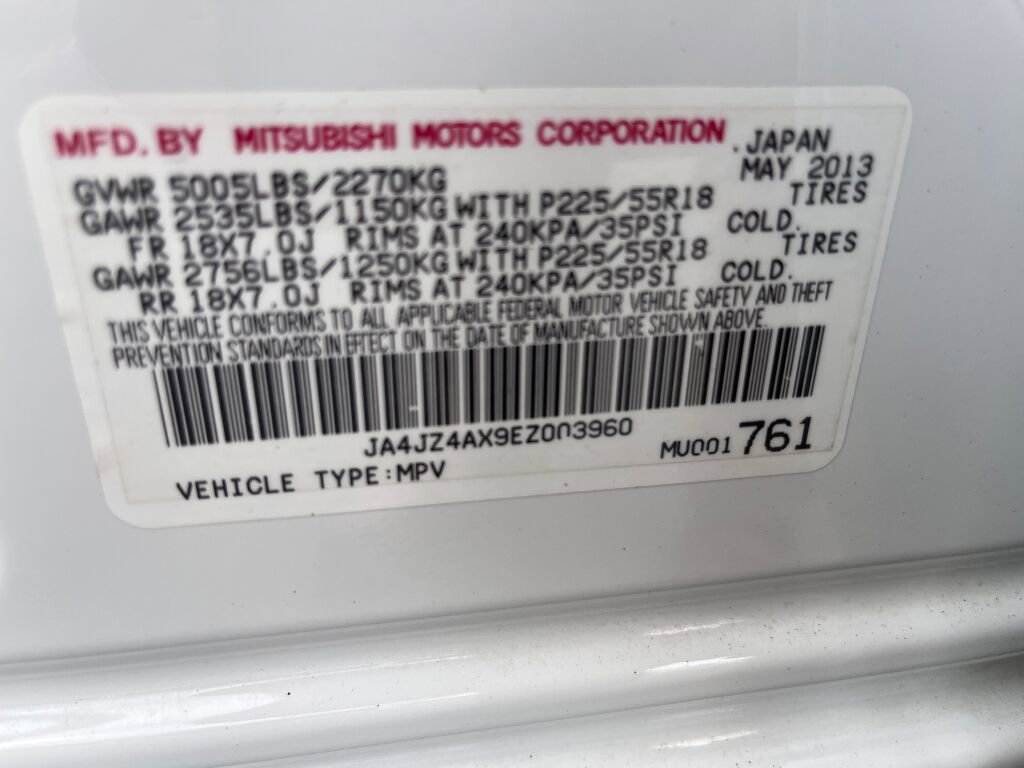 MFD. BY MITSUBISHI MOTORS CORPORATION . JAPAN
MAY 2013
GVWR 5005LBS/2270KG
GAWR 2535LBS/1150KG WITH P225/55R18 TIRES
FR 18X7.0J RIMS AT 240KPA/35PSI COLD.
GAWR 2756LBS/1250KG WITH P225/55R18 TIRES
RR 18X7.0J RIMS AT 240KPA/35PSI COLD.
THIS VEHICLE CONFORMS TO ALL APPLICABLE FEDERAL MOTOR VEHICLE SAFETY AND THEFT
PREVENTION STANDARDS IN EFFECT ON THE DATE OF MANUFACTURE SHOWN ABOVE.
JA4JZ4AX9EZ003960
MU001 761
VEHICLE TYPE:MPV